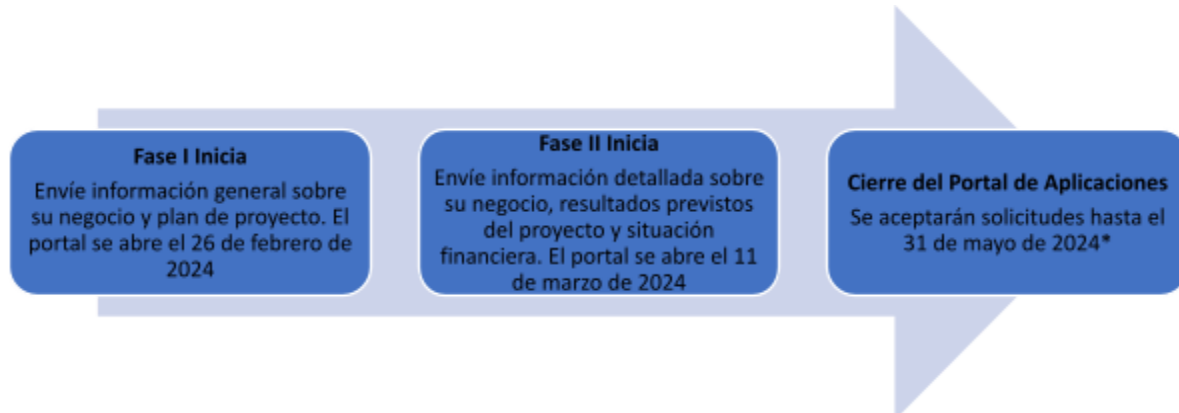 Fase I Inicia
Envíe información general sobre
su negocio y plan de proyecto. El
portal se abre el 26 de febrero de
2024
Fase II Inicia
Envíe información detallada sobre
su negocio, resultados previstos
del proyecto y situación
financiera. El portal se abre el 11
de marzo de 2024
Cierre del Portal de Aplicaciones
Se aceptarán solicitudes hasta el
31 de mayo de 2024*